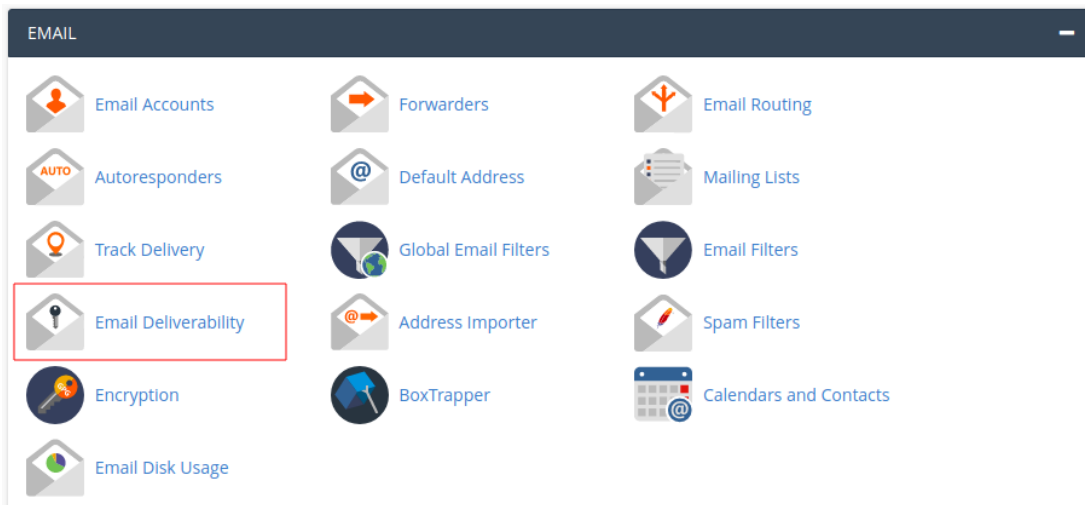 EMAIL
Email Accounts
Forwarders
Email Routing
AUTO
Autoresponders
@
Default Address
Mailing Lists
Track Delivery
Global Email Filters
Email Filters
Email Deliverability
@
Address Importer
Spam Filters
GPG
Encryption
BoxTrapper
@
Calendars and Contacts
Email Disk Usage